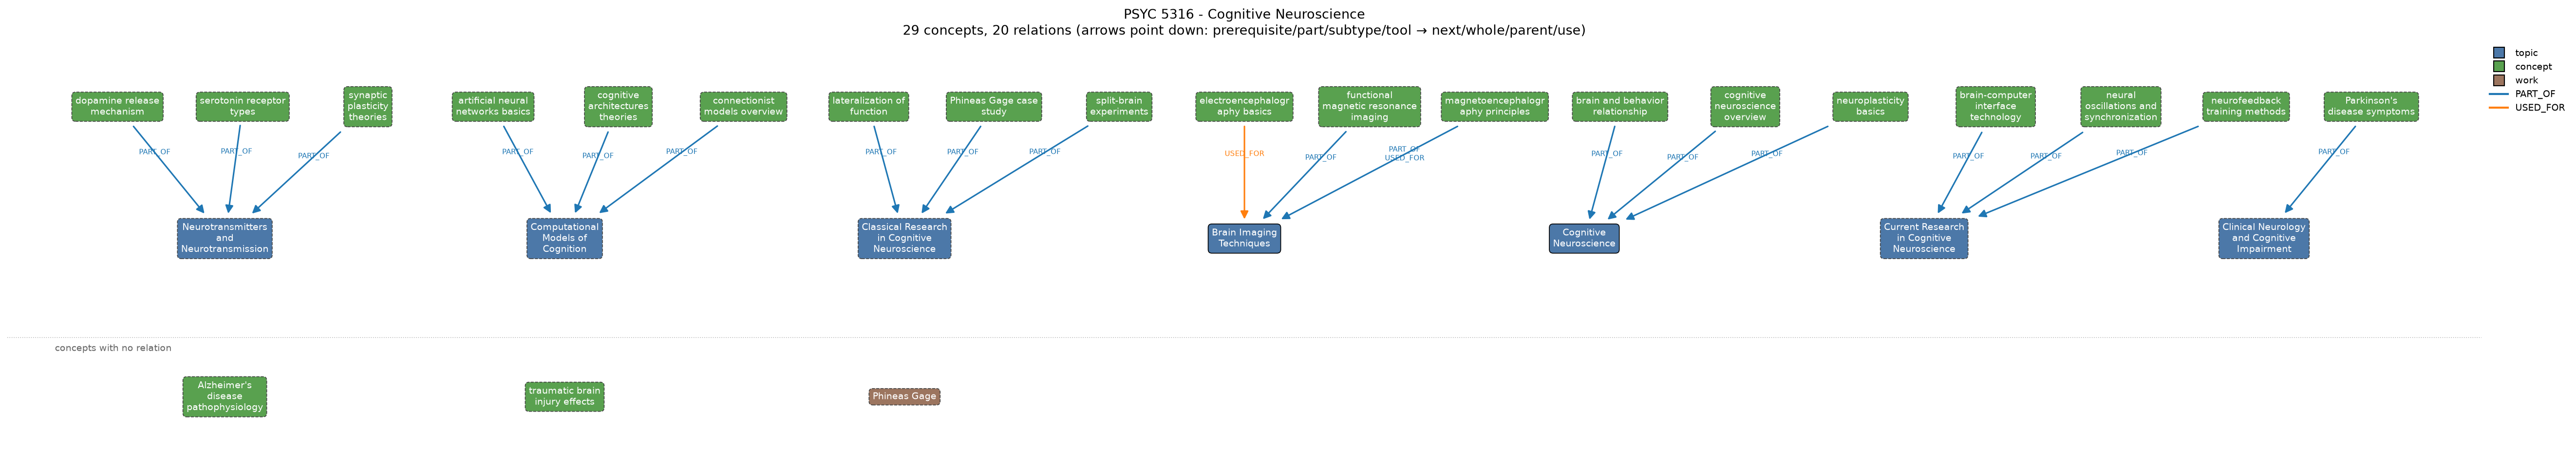 PSYC 5316 - Cognitive Neuroscience
29 concepts, 20 relations (arrows point down: prerequisite/part/subtype/tool → next/whole/parent/use)
topic
concept
work
PART_OF
USED_FOR
dopamine release
mechanism
serotonin receptor
types
synaptic
plasticity
theories
artificial neural
networks basics
cognitive
architectures
theories
connectionist
models overview
lateralization of
function
Phineas Gage case
study
split-brain
experiments
electroencephalogr
aphy basics
functional
magnetic resonance
imaging
magnetoencephalogr
aphy principles
brain and behavior
relationship
cognitive
neuroscience
overview
neuroplasticity
basics
brain-computer
interface
technology
neural
oscillations and
synchronization
neurofeedback
training methods
Parkinson's
disease symptoms
PART_OF
PART_OF
PART_OF
PART_OF
PART_OF
PART_OF
PART_OF
PART_OF
PART_OF
USED_FOR
PART_OF
PART_OF
USED_FOR
PART_OF
PART_OF
PART_OF
PART_OF
PART_OF
PART_OF
PART_OF
Neurotransmitters
and
Neurotransmission
Computational
Models of
Cognition
Classical Research
in Cognitive
Neuroscience
Brain Imaging
Techniques
Cognitive
Neuroscience
Current Research
in Cognitive
Neuroscience
Clinical Neurology
and Cognitive
Impairment
concepts with no relation
Alzheimer's
disease
pathophysiology
traumatic brain
injury effects
Phineas Gage